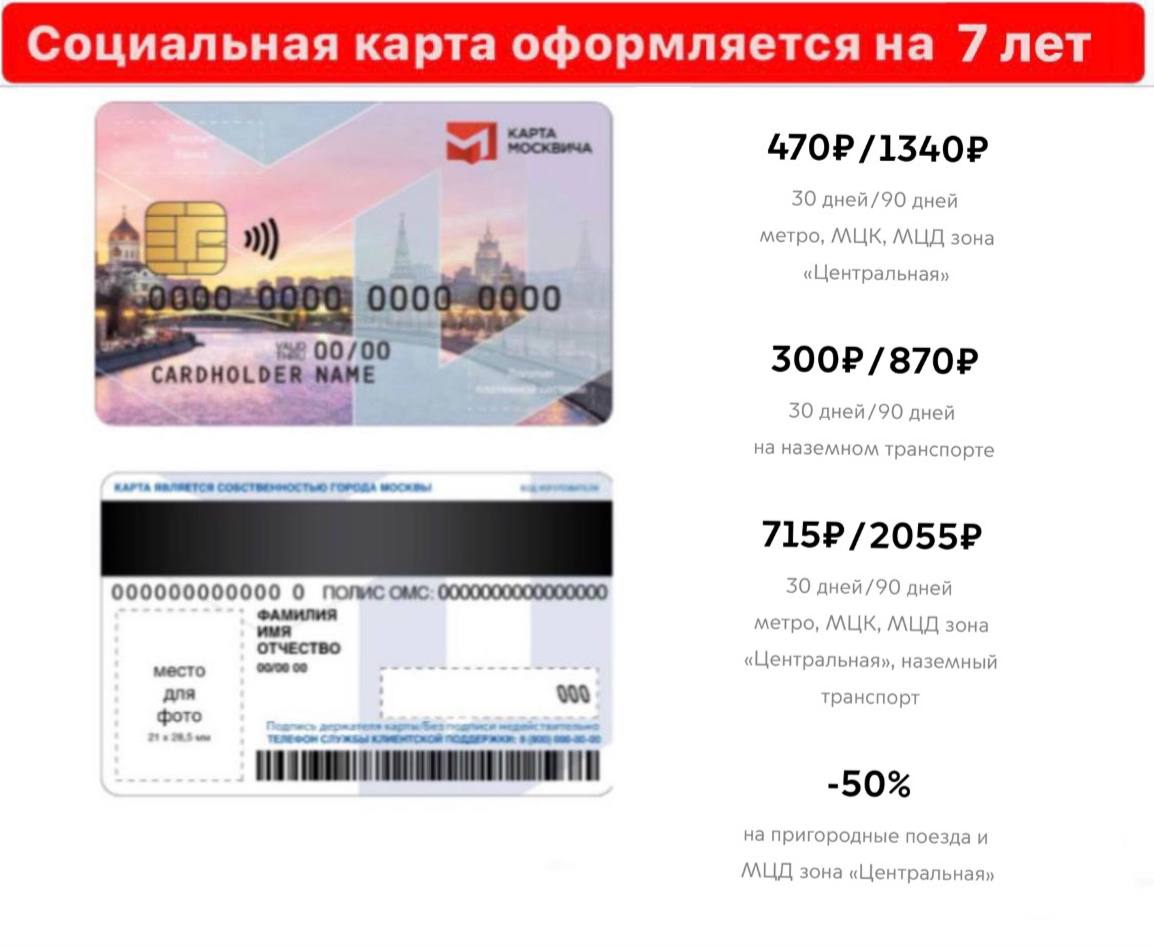 Социальная карта оформляется на 7 лет
КАРТА
МОСКВИЧА
0000 0000 0000 0000
VALID
THRU 00/00
CARDHOLDER NAME
КАРТА ЯВЛЯЕТСЯ СОБСТВЕННОСТЬЮ ГОРОДА МОСКВЫ
КОД ИЗГОТОВИТЕЛЯ
000000000000 0 ПОЛИС ОМС: 0000000000000000
ФАМИЛИЯ
ИМЯ
ОТЧЕСТВО
00/00 00
место
для
фото
21 x 28,5 мм
000
Подпись держателя карты/Без подписи недействительно
ТЕЛЕФОН СЛУЖБЫ КЛИЕНТСКОЙ ПОДДЕРЖКИ: 8 (800) 000-00-00
470₽/1340₽
30 дней/90 дней
метро, МЦК, МЦД зона
«Центральная»
300₽/870₽
30 дней/90 дней
на наземном транспорте
715₽/2055₽
30 дней/90 дней
метро, МЦК, МЦД зона
«Центральная», наземный
транспорт
-50%
на пригородные поезда и
МЦД зона «Центральная»